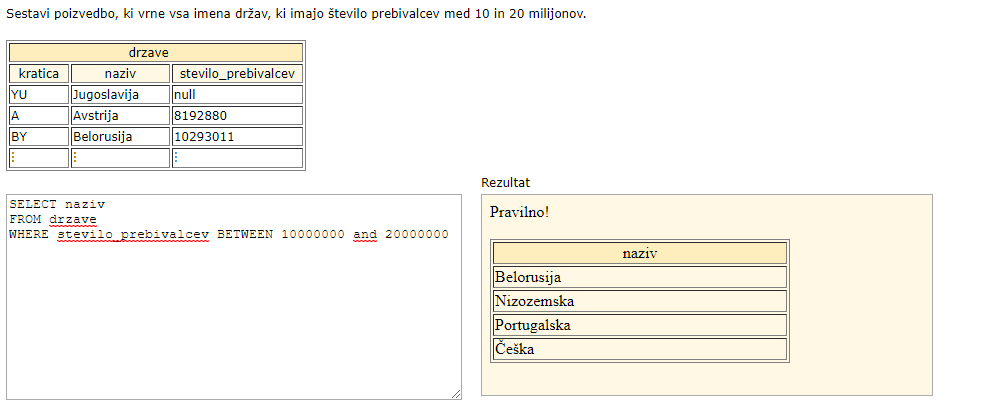 Sestavi poizvedbo, ki vrne vsa imena držav, ki imajo število prebivalcev med 10 in 20 milijonov.
drzave
kratica naziv stevilo_prebivalcev
YU Jugoslavija null
A Avstrija 8192880
BY Belorusija 10293011
⋮ ⋮ ⋮
SELECT naziv
FROM drzave
WHERE stevilo_prebivalcev BETWEEN 10000000 and 20000000
Rezultat
Pravilno!
naziv
Belorusija
Nizozemska
Portugalska
Češka